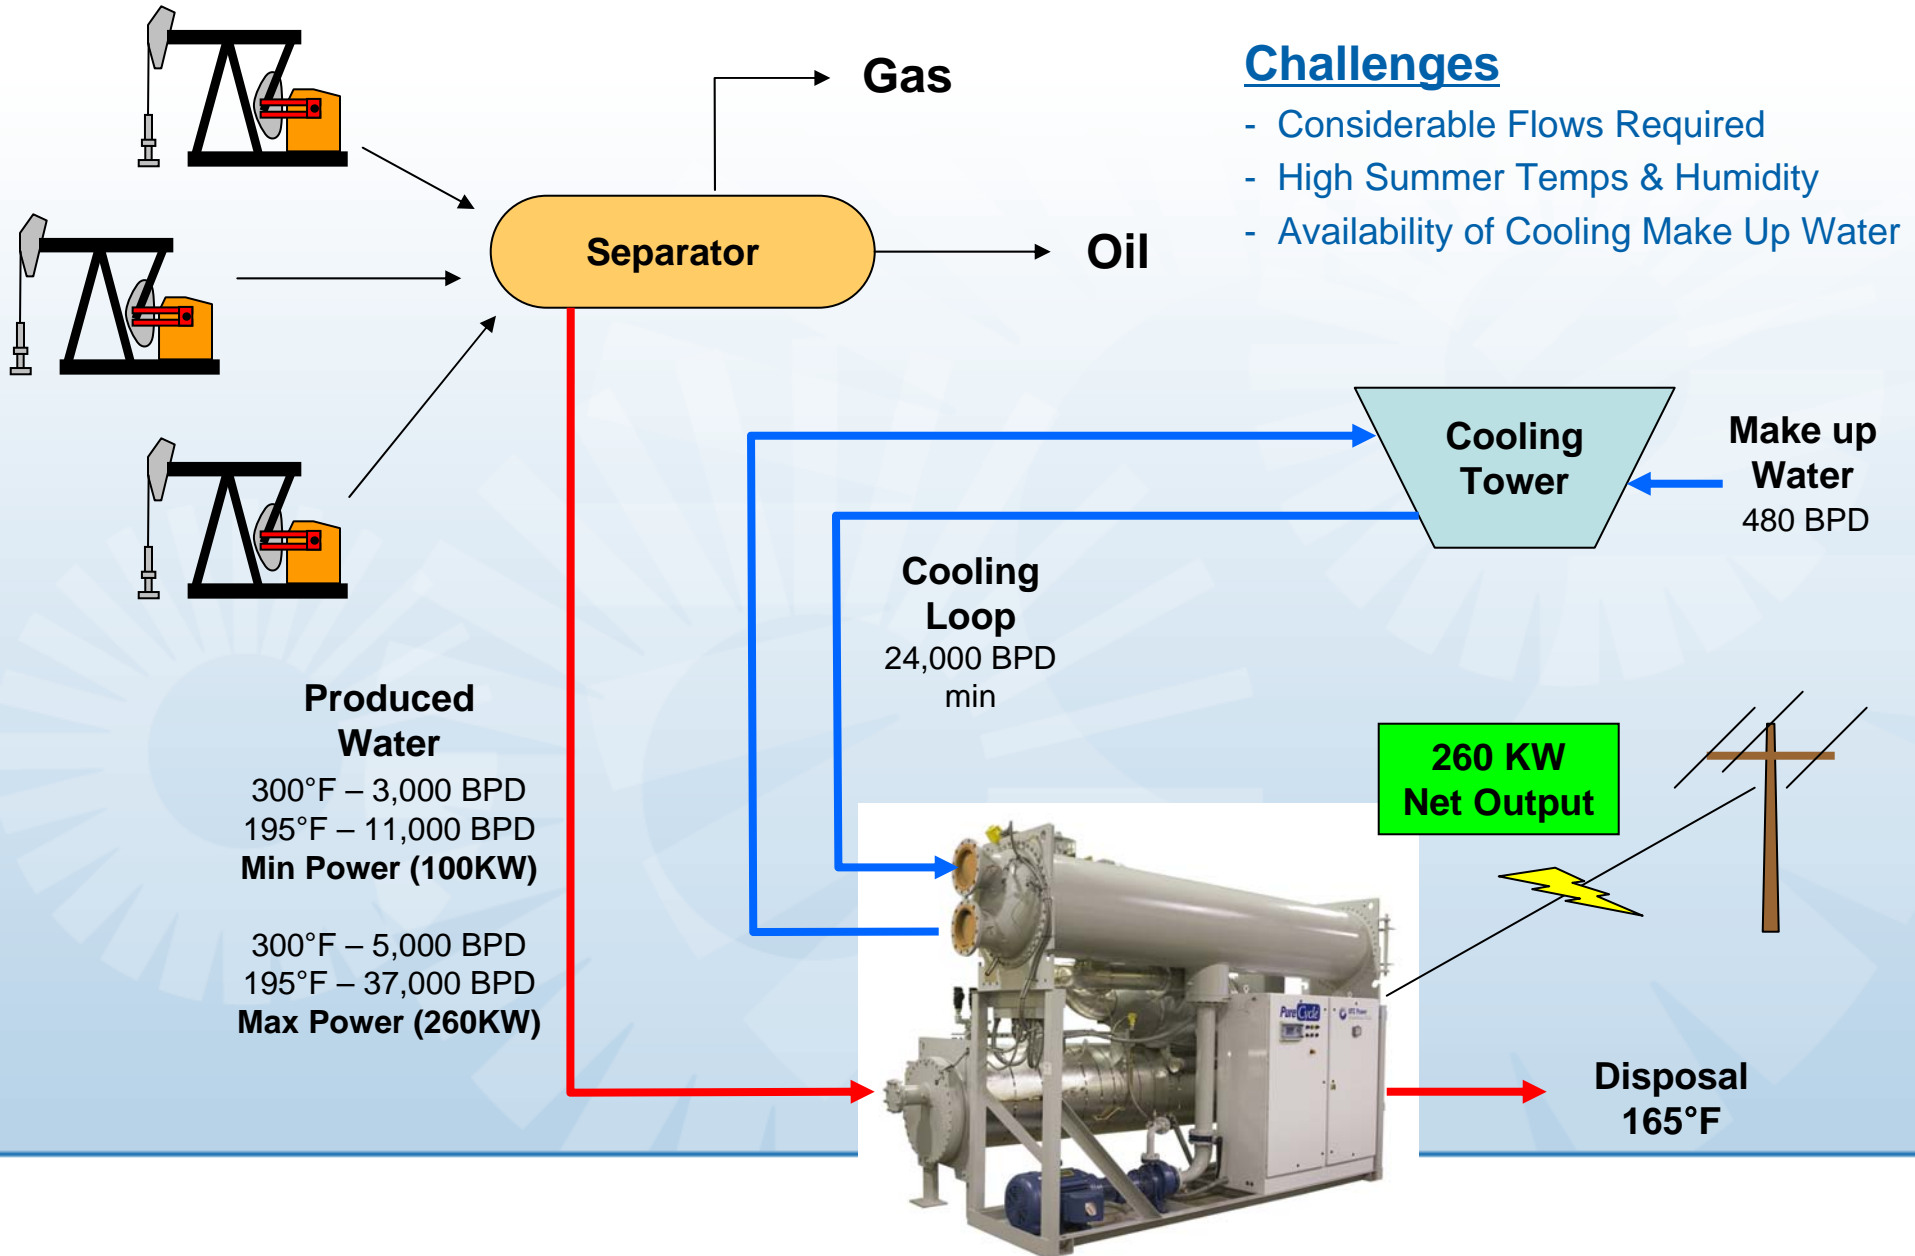 Gas
Challenges
- Considerable Flows Required
- High Summer Temps & Humidity
- Availability of Cooling Make Up Water
Separator
Oil
Cooling
Tower
Make up
Water
480 BPD
Cooling
Loop
24,000 BPD
min
Produced
Water
300°F – 3,000 BPD
195°F – 11,000 BPD
Min Power (100KW)
300°F – 5,000 BPD
195°F – 37,000 BPD
Max Power (260KW)
260 KW
Net Output
PureCycle
UTC Power
Disposal
165°F